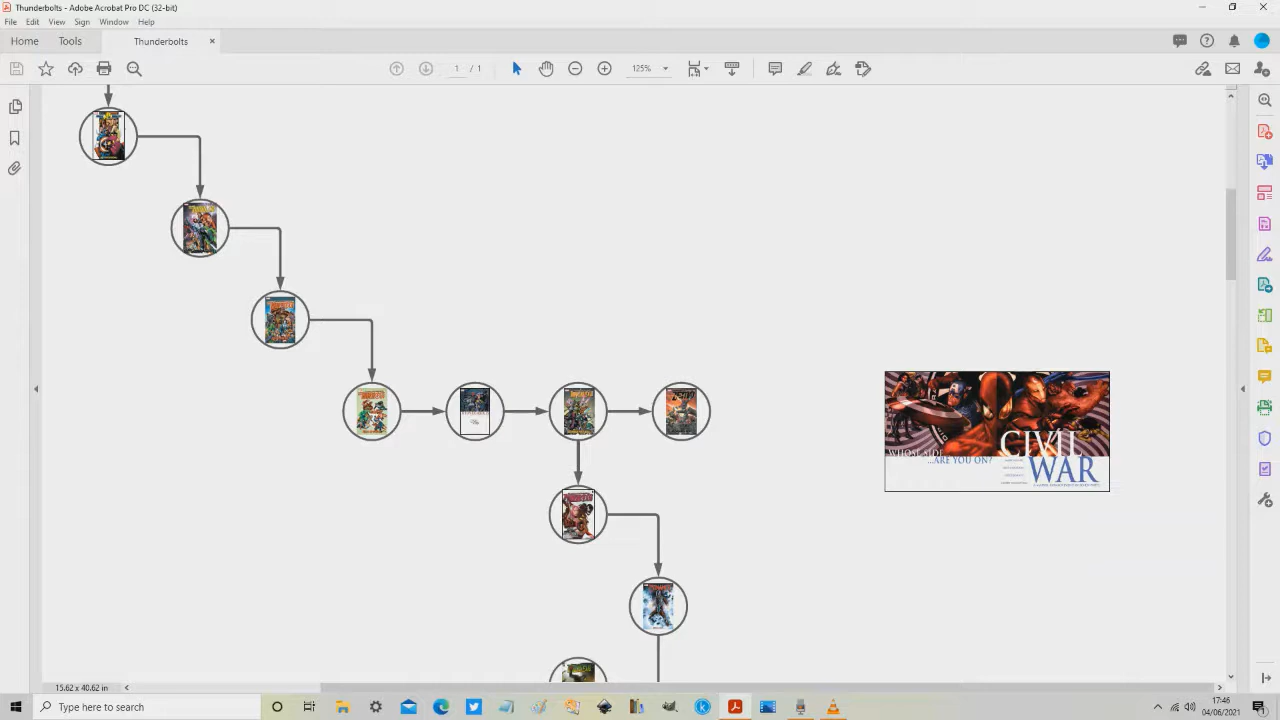 Thunderbolts - Adobe Acrobat Pro DC (32-bit)
File Edit View Sign Window Help
Home Tools Thunderbolts ×
1 / 1 125%
WHOSE SIDE
...ARE YOU ON?
CIVIL
WAR
15.62 x 40.62 in
Type here to search
17:46
04/06/2021